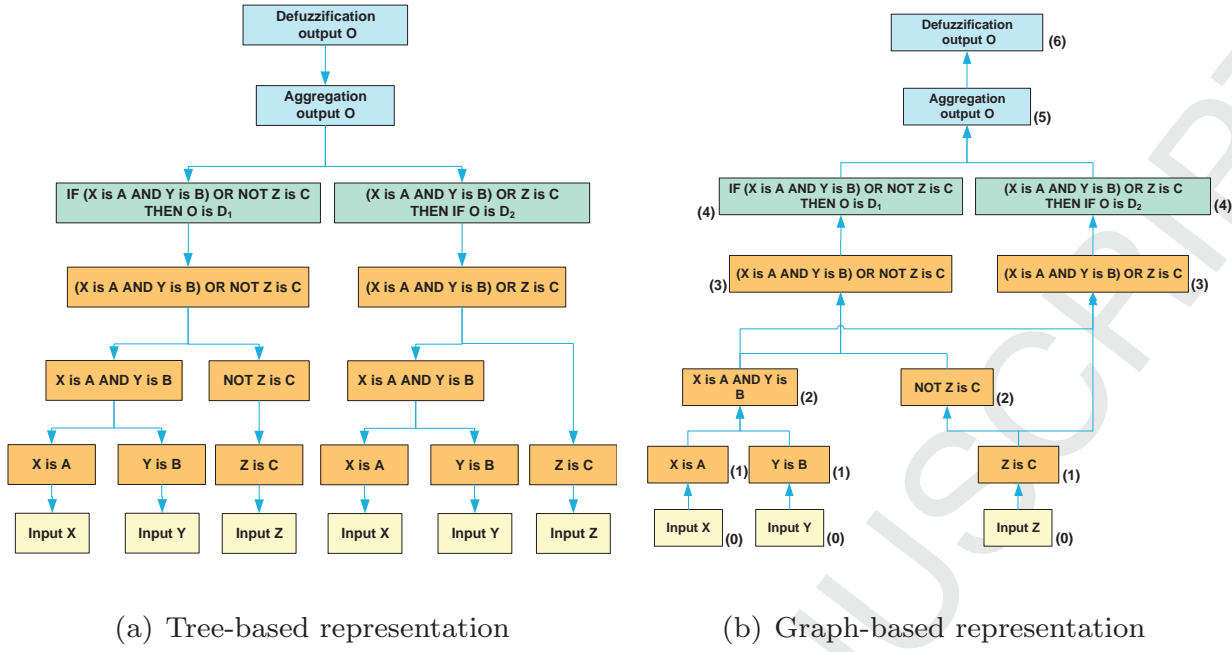 Defuzzification
output O
Aggregation
output O
IF (X is A AND Y is B) OR NOT Z is C
THEN O is D₁
(X is A AND Y is B) OR Z is C
THEN IF O is D₂
(X is A AND Y is B) OR NOT Z is C
(X is A AND Y is B) OR Z is C
X is A AND Y is B
NOT Z is C
X is A AND Y is B
X is A
Y is B
Z is C
X is A
Y is B
Z is C
Input X
Input Y
Input Z
Input X
Input Y
Input Z
(a) Tree-based representation
Defuzzification
output O
(6)
Aggregation
output O
(5)
IF (X is A AND Y is B) OR NOT Z is C
THEN O is D₁
(4)
(X is A AND Y is B) OR Z is C
THEN IF O is D₂
(4)
(3)
(X is A AND Y is B) OR NOT Z is C
(X is A AND Y is B) OR Z is C
(3)
X is A AND Y is
B
(2)
NOT Z is C
(2)
X is A
(1)
Y is B
(1)
Z is C
(1)
Input X
(0)
Input Y
(0)
Input Z
(0)
(b) Graph-based representation